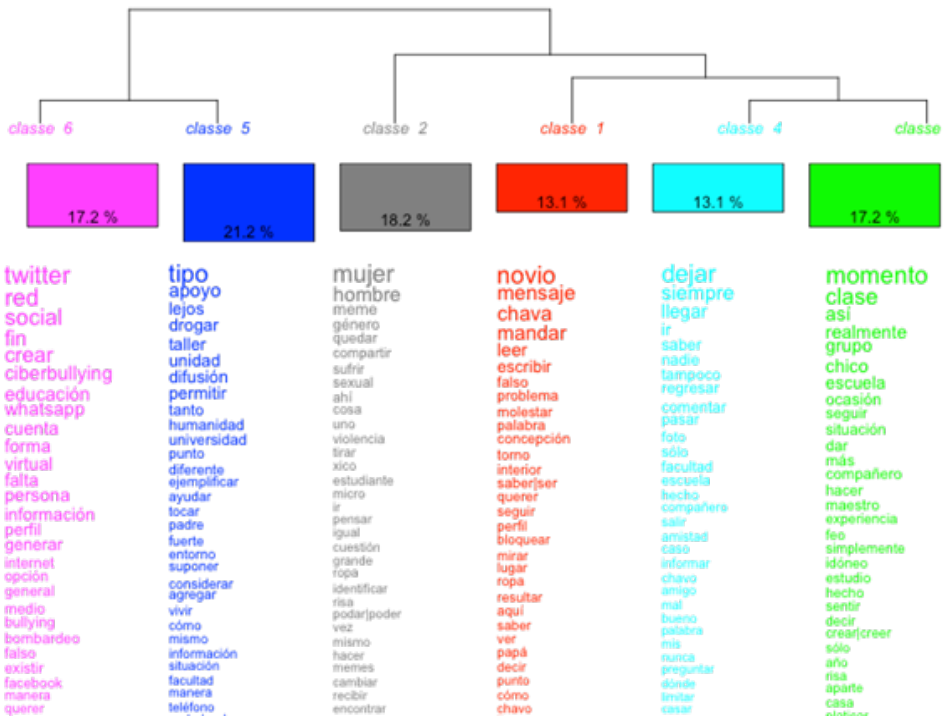 classe 6
classe 5
classe 2
classe 1
classe 4
classe
17.2 %
21.2 %
18.2 %
13.1 %
13.1 %
17.2 %
twitter
red
social
fin
crear
ciberbullying
educación
whatsapp
cuenta
forma
virtual
falta
persona
información
perfil
generar
internet
opción
general
medio
bullying
bombardeo
falso
existir
facebook
manera
querer
tipo
apoyo
lejos
drogar
taller
unidad
difusión
permitir
tanto
humanidad
universidad
punto
diferente
ejemplificar
ayudar
tocar
padre
fuerte
entorno
suponer
considerar
agregar
vivir
cómo
mismo
información
situación
facultad
manera
teléfono
mujer
hombre
meme
género
quedar
compartir
sufrir
sexual
ahí
cosa
uno
violencia
tirar
xico
estudiante
micro
ir
pensar
igual
cuestión
grande
ropa
identificar
risa
podar|poder
vez
mismo
hacer
memes
cambiar
recibir
encontrar
novio
mensaje
chava
mandar
leer
escribir
falso
problema
molestar
palabra
concepción
torno
interior
saber|ser
querer
seguir
perfil
bloquear
mirar
lugar
ropa
resultar
aquí
saber
ver
papá
decir
punto
cómo
chavo
dejar
siempre
llegar
ir
saber
nadie
tampoco
regresar
comentar
pasar
foto
sólo
facultad
escuela
hecho
compañero
salir
amistad
caso
informar
chavo
amigo
mal
bueno
palabra
mis
nunca
preguntar
dónde
limitar
casar
momento
clase
así
realmente
grupo
chico
escuela
ocasión
seguir
situación
dar
más
compañero
hacer
maestro
experiencia
feo
simplemente
idóneo
estudio
hecho
sentir
decir
crear|creer
sólo
año
risa
aparte
casa